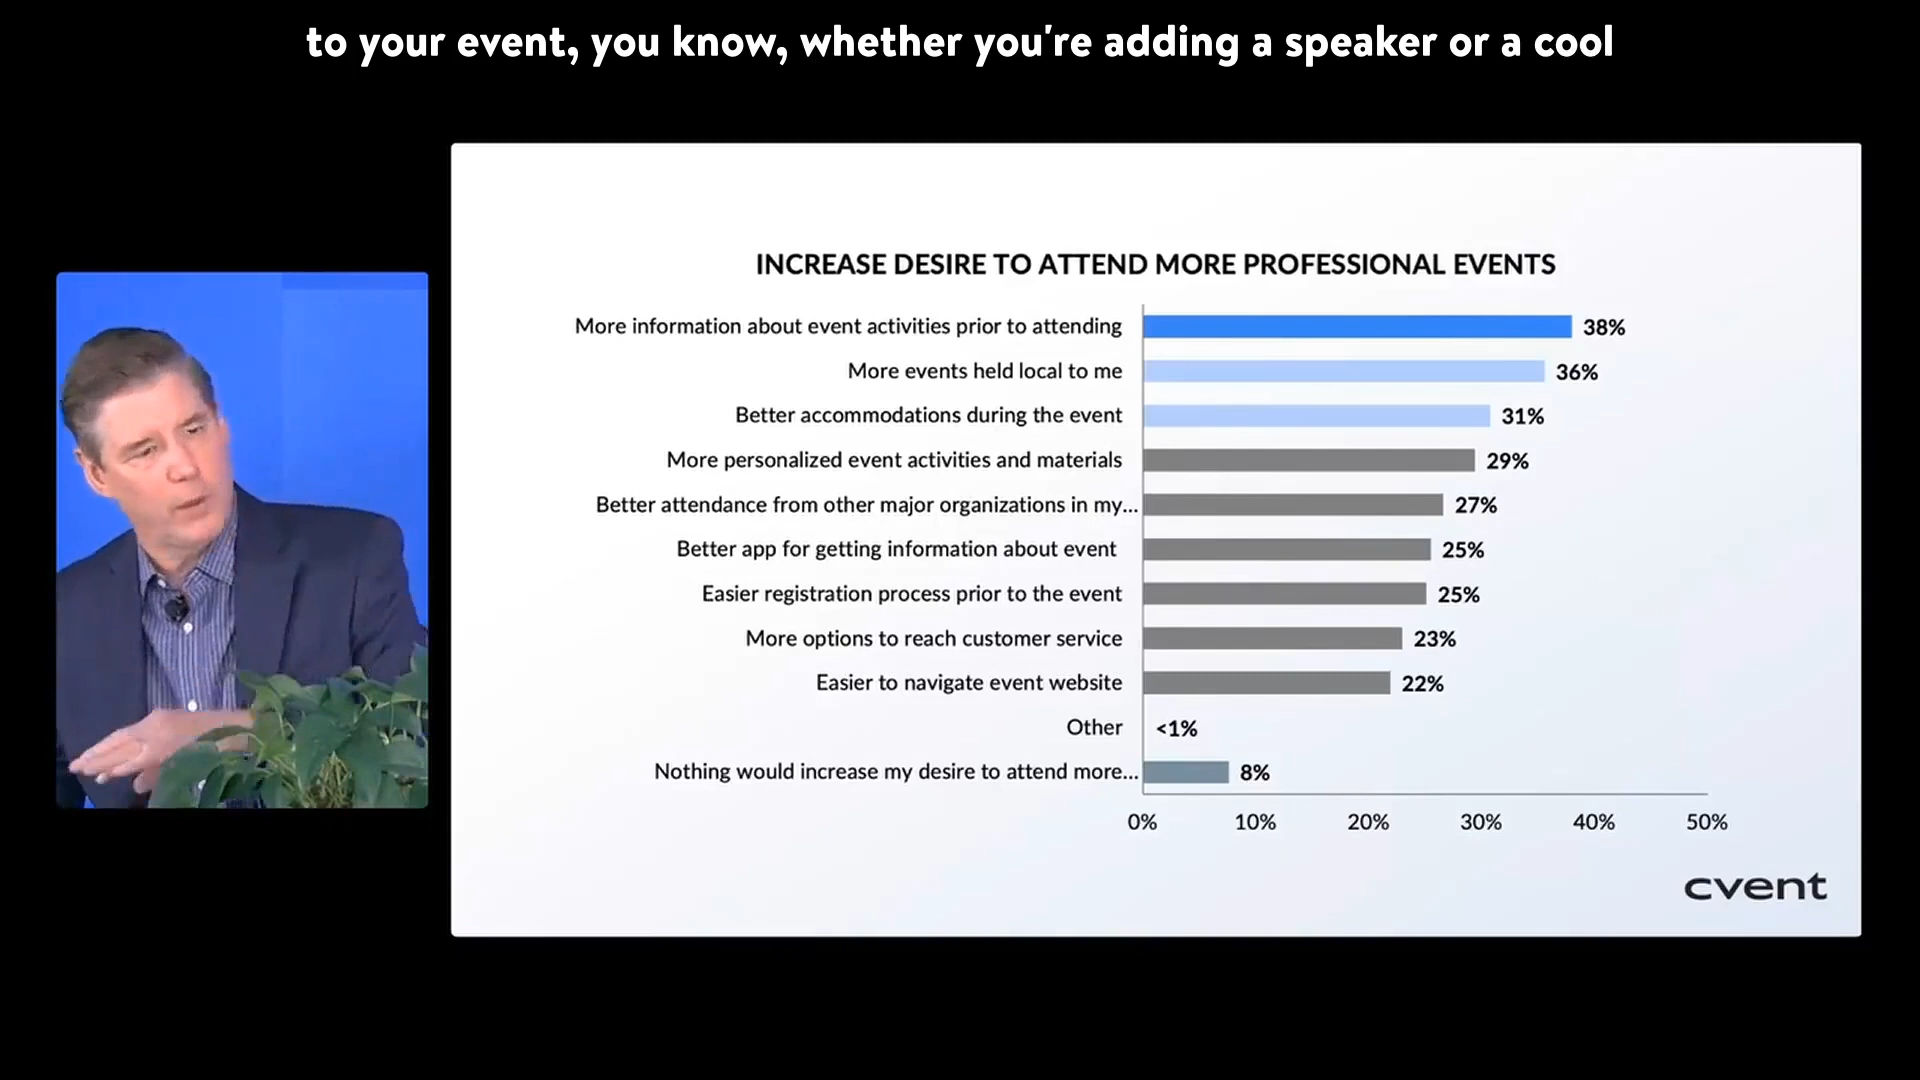 to your event, you know, whether you're adding a speaker or a cool
INCREASE DESIRE TO ATTEND MORE PROFESSIONAL EVENTS
More information about event activities prior to attending 38%
More events held local to me 36%
Better accommodations during the event 31%
More personalized event activities and materials 29%
Better attendance from other major organizations in my... 27%
Better app for getting information about event 25%
Easier registration process prior to the event 25%
More options to reach customer service 23%
Easier to navigate event website 22%
Other <1%
Nothing would increase my desire to attend more... 8%
0% 10% 20% 30% 40% 50%
cvent